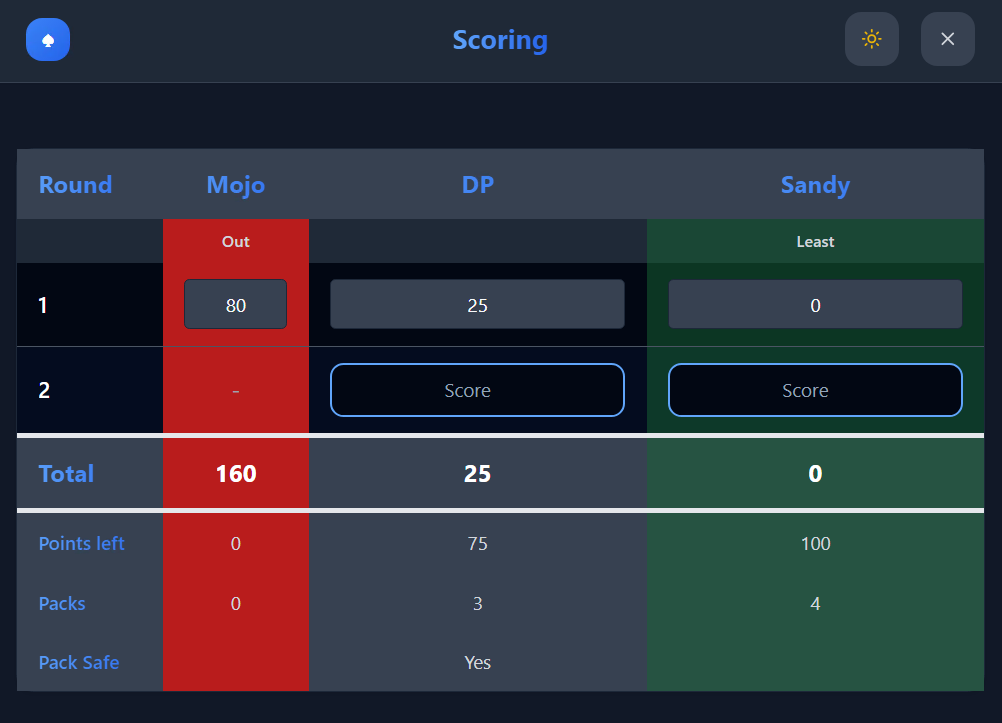 Scoring
Round Mojo DP Sandy
Out Least
1 80 25 0
2 - Score Score
Total 160 25 0
Points left 0 75 100
Packs 0 3 4
Pack Safe Yes